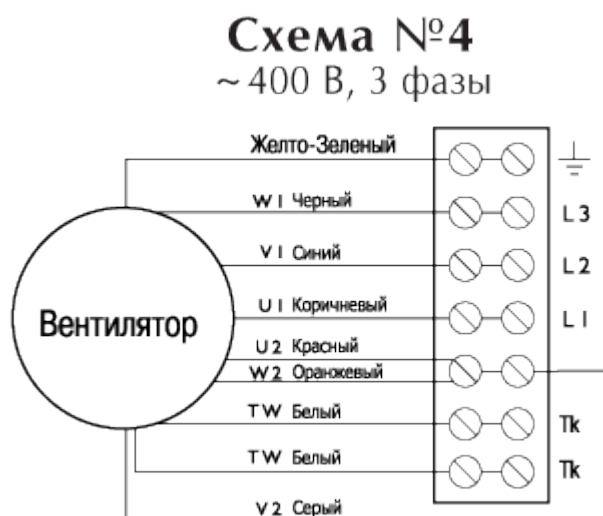 Схема №4
~ 400 В, 3 фазы
Желто-Зеленый
W1 Черный
L3
V1 Синий
L2
Вентилятор
U1 Коричневый
L1
U2 Красный
W2 Оранжевый
TW Белый
Tk
TW Белый
Tk
V2 Серый